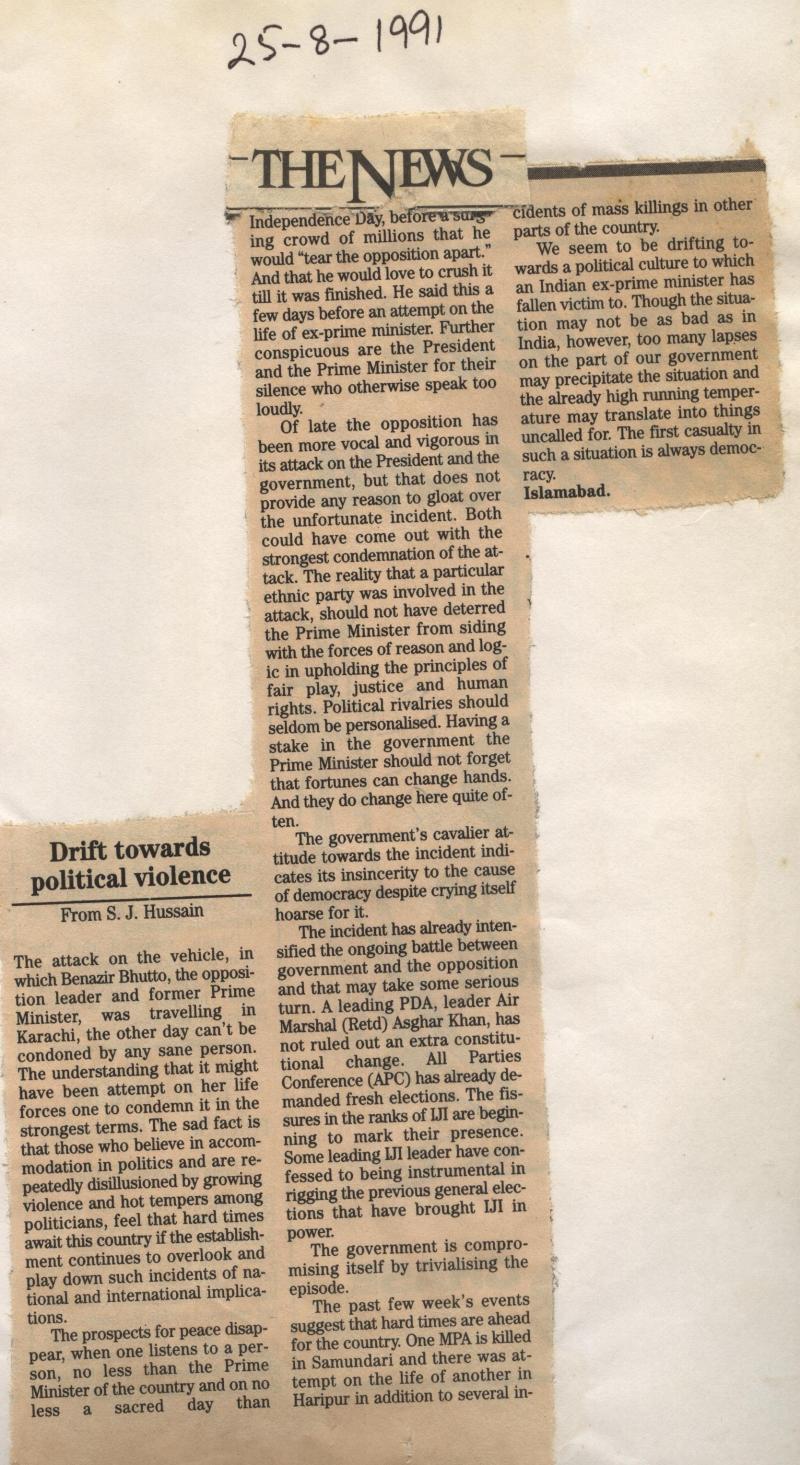 25-8-1991
THE NEWS
Drift towards
political violence
From S. J. Hussain
The attack on the vehicle, in
which Benazir Bhutto, the opposi-
tion leader and former Prime
Minister, was travelling in
Karachi, the other day can't be
condoned by any sane person.
The understanding that it might
have been attempt on her life
forces one to condemn it in the
strongest terms. The sad fact is
that those who believe in accom-
modation in politics and are re-
peatedly disillusioned by growing
violence and hot tempers among
politicians, feel that hard times
await this country if the establish-
ment continues to overlook and
play down such incidents of na-
tional and international implica-
tions.
The prospects for peace disap-
pear, when one listens to a per-
son, no less than the Prime
Minister of the country and on no
less a sacred day than
Independence Day, before a surg-
ing crowd of millions that he
would "tear the opposition apart."
And that he would love to crush it
till it was finished. He said this a
few days before an attempt on the
life of ex-prime minister. Further
conspicuous are the President
and the Prime Minister for their
silence who otherwise speak too
loudly.
Of late the opposition has
been more vocal and vigorous in
its attack on the President and the
government, but that does not
provide any reason to gloat over
the unfortunate incident. Both
could have come out with the
strongest condemnation of the at-
tack. The reality that a particular
ethnic party was involved in the
attack, should not have deterred
the Prime Minister from siding
with the forces of reason and log-
ic in upholding the principles of
fair play, justice and human
rights. Political rivalries should
seldom be personalised. Having a
stake in the government the
Prime Minister should not forget
that fortunes can change hands.
And they do change here quite of-
ten.
The government's cavalier at-
titude towards the incident indi-
cates its insincerity to the cause
of democracy despite crying itself
hoarse for it.
The incident has already inten-
sified the ongoing battle between
government and the opposition
and that may take some serious
turn. A leading PDA, leader Air
Marshal (Retd) Asghar Khan, has
not ruled out an extra constitu-
tional change. All Parties
Conference (APC) has already de-
manded fresh elections. The fis-
sures in the ranks of IJI are begin-
ning to mark their presence.
Some leading IJI leader have con-
fessed to being instrumental in
rigging the previous general elec-
tions that have brought IJI in
power.
The government is compro-
mising itself by trivialising the
episode.
The past few week's events
suggest that hard times are ahead
for the country. One MPA is killed
in Samundari and there was at-
tempt on the life of another in
Haripur in addition to several in-
cidents of mass killings in other
parts of the country.
We seem to be drifting to-
wards a political culture to which
an Indian ex-prime minister has
fallen victim to. Though the situa-
tion may not be as bad as in
India, however, too many lapses
on the part of our government
may precipitate the situation and
the already high running temper-
ature may translate into things
uncalled for. The first casualty in
such a situation is always democ-
racy.
Islamabad.